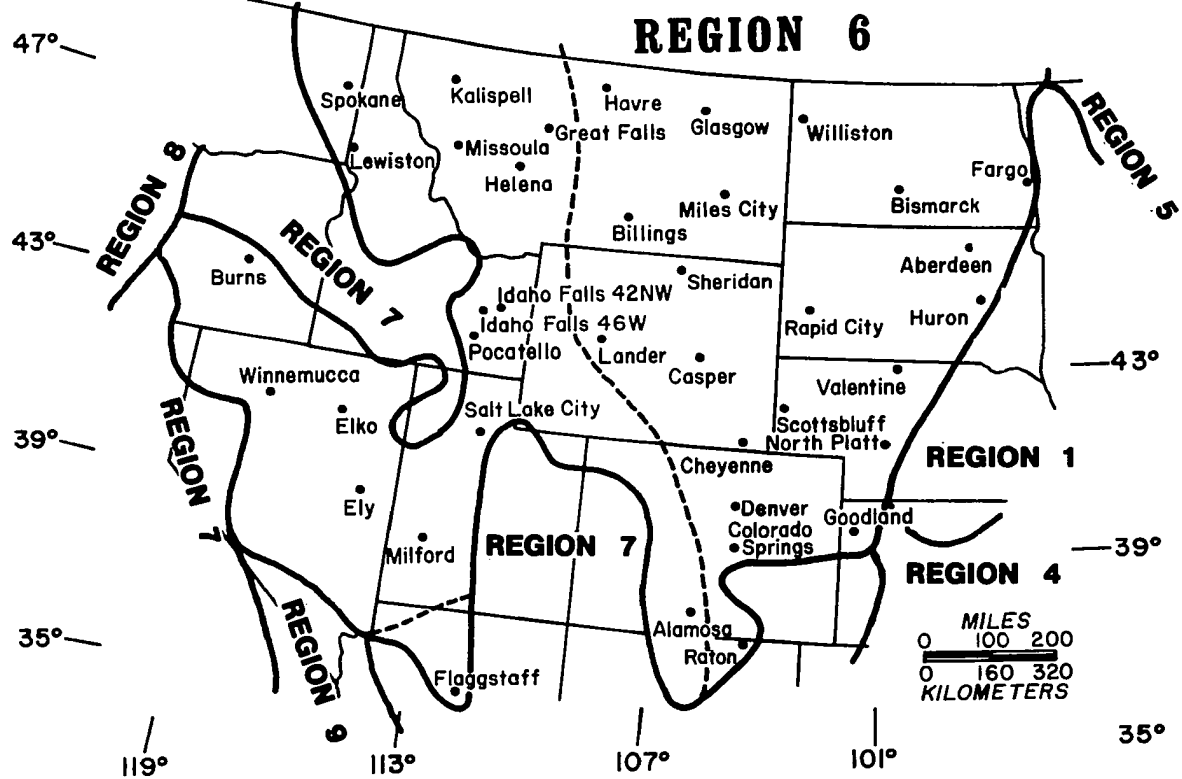 REGION 6
47°
Spokane
Kalispell
Havre
Glasgow
Williston
REGION 5
Great Falls
Missoula
Lewiston
Helena
Fargo
REGION 8
Miles City
Bismarck
Billings
43°
REGION 7
Burns
Sheridan
Aberdeen
Idaho Falls 42NW
Idaho Falls 46W
Pocatello
Lander
Rapid City
Huron
43°
Casper
Winnemucca
Valentine
Elko
Salt Lake City
Scottsbluff
North Platt
39°
REGION 7
Cheyenne
REGION 1
Ely
Denver
Colorado
Springs
Goodland
Milford
REGION 7
39°
REGION 4
35°
REGION 9
Alamosa
Raton
Flaggstaff
MILES
0 100 200
0 160 320
KILOMETERS
35°
119°
113°
107°
101°